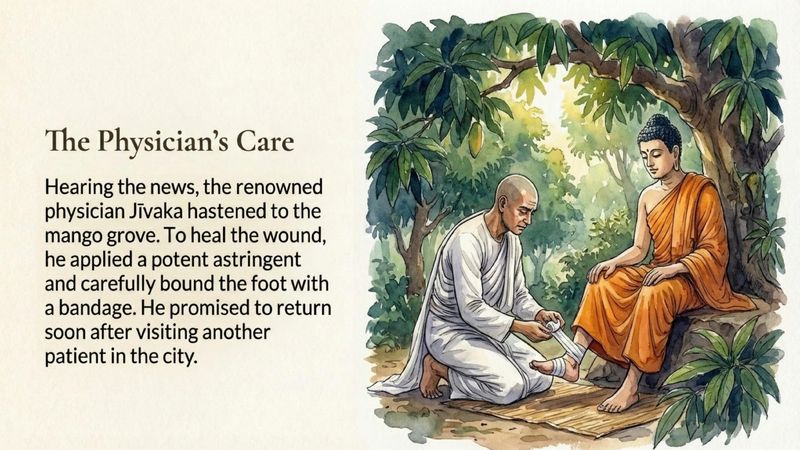 The Physician's Care
Hearing the news, the renowned
physician Jīvaka hastened to the
mango grove. To heal the wound,
he applied a potent astringent
and carefully bound the foot with
a bandage. He promised to return
soon after visiting another
patient in the city.